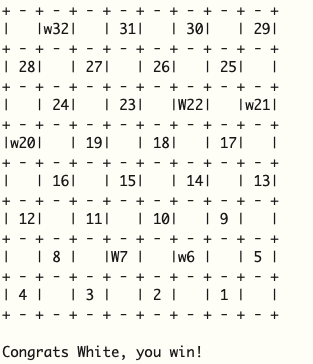 + - + - + - + - + - + - + - + - +
|   |w32|   | 31|   | 30|   | 29|
+ - + - + - + - + - + - + - + - +
| 28|   | 27|   | 26|   | 25|   |
+ - + - + - + - + - + - + - + - +
|   | 24|   | 23|   |W22|   |w21|
+ - + - + - + - + - + - + - + - +
|w20|   | 19|   | 18|   | 17|   |
+ - + - + - + - + - + - + - + - +
|   | 16|   | 15|   | 14|   | 13|
+ - + - + - + - + - + - + - + - +
| 12|   | 11|   | 10|   | 9 |   |
+ - + - + - + - + - + - + - + - +
|   | 8 |   |W7 |   |w6 |   | 5 |
+ - + - + - + - + - + - + - + - +
| 4 |   | 3 |   | 2 |   | 1 |   |
+ - + - + - + - + - + - + - + - +
Congrats White, you win!